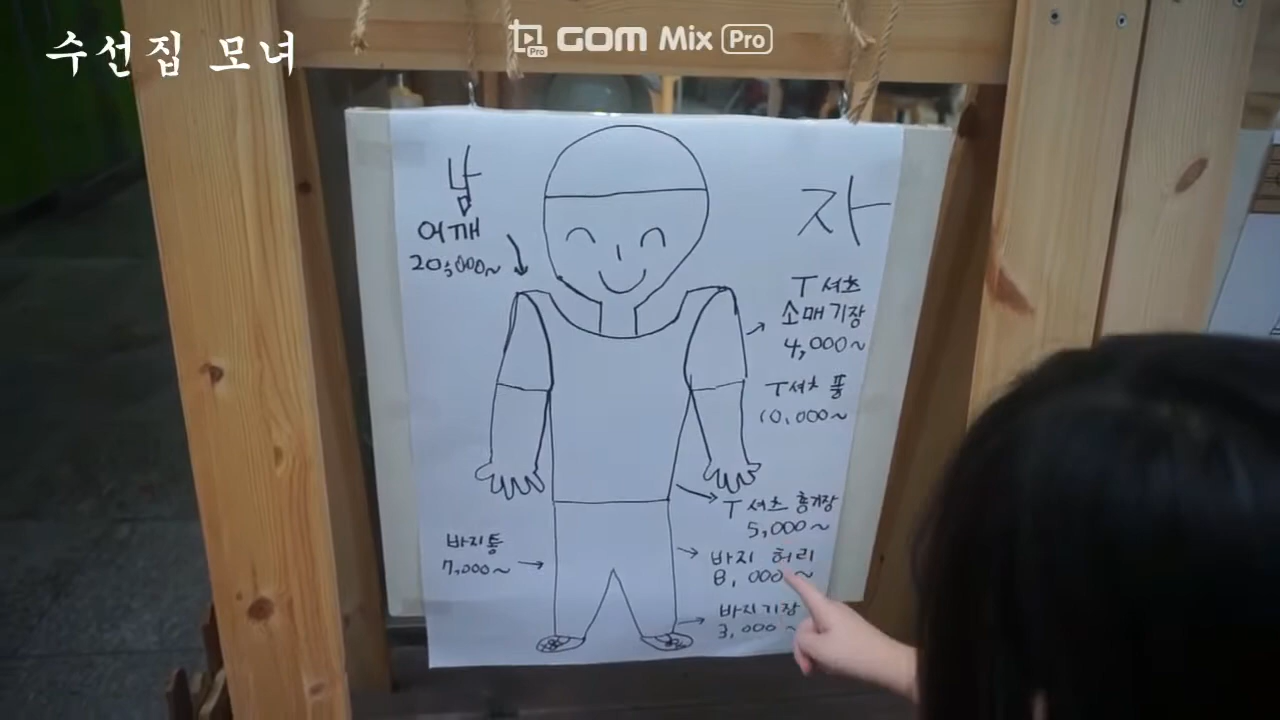 수선집 모녀
Pro GOM Mix Pro
남 자
어깨
20,000~
T셔츠
소매기장
4,000~
T셔츠 품
10,000~
T셔츠 총기장
5,000~
바지통
7,000~
바지 허리
8,000~
바지기장
3,000~